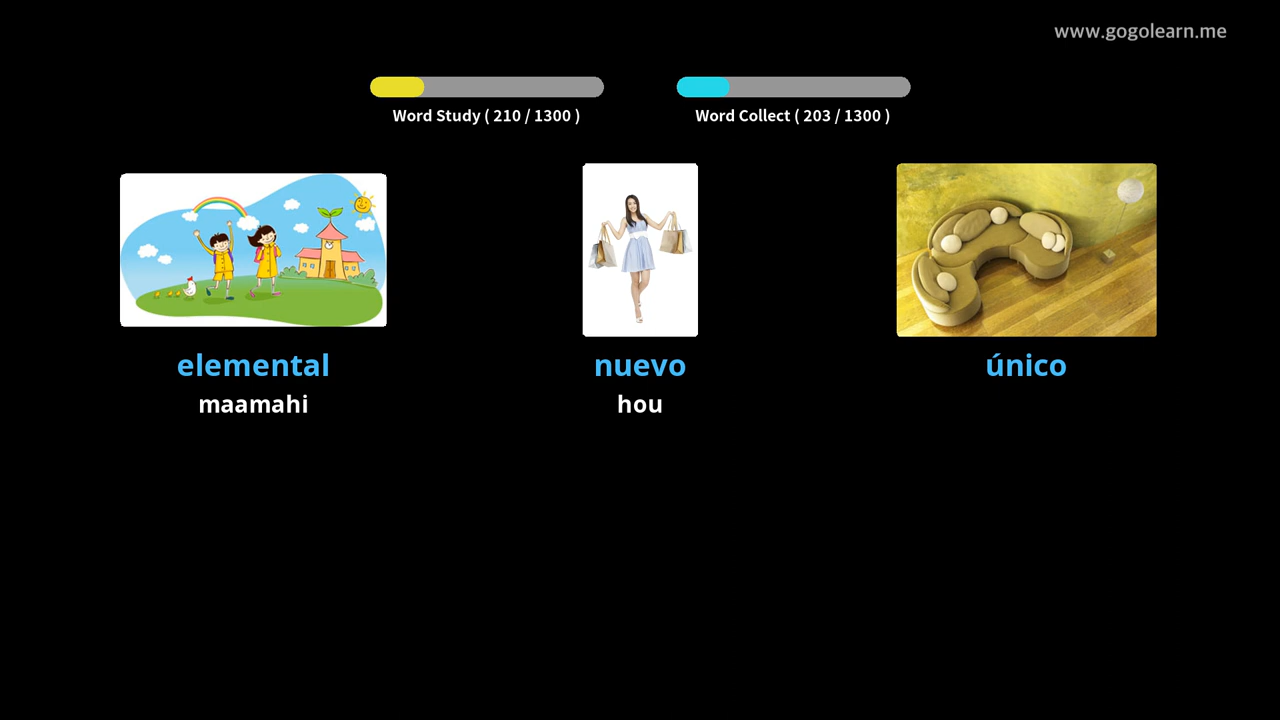 www.gogolearn.me
Word Study ( 210 / 1300 )
Word Collect ( 203 / 1300 )
elemental
maamahi
nuevo
hou
único